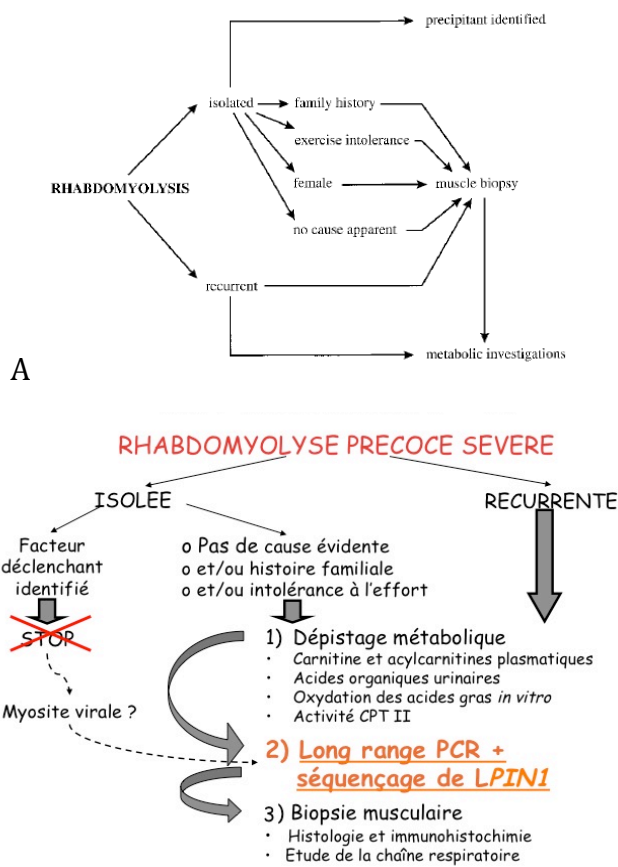 precipitant identified
isolated
family history
exercise intolerance
RHABDOMYOLYSIS
female
muscle biopsy
no cause apparent
recurrent
metabolic investigations
A
RHABDOMYOLYSE PRECOCE SEVERE
ISOLEE
RECURRENTE
Facteur
déclenchant
identifié
o Pas de cause évidente
o et/ou histoire familiale
o et/ou intolérance à l'effort
STOP
Myosite virale ?
1) Dépistage métabolique
· Carnitine et acylcarnitines plasmatiques
· Acides organiques urinaires
· Oxydation des acides gras in vitro
· Activité CPT II
2) Long range PCR +
séquençage de LPIN1
3) Biopsie musculaire
· Histologie et immunohistochimie
· Etude de la chaîne respiratoire